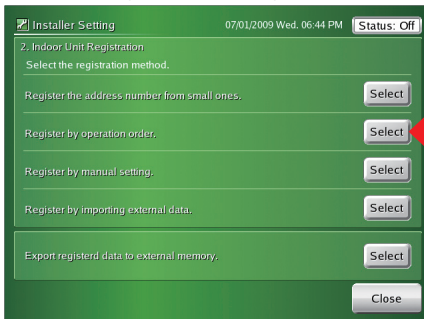 Installer Setting 07/01/2009 Wed. 06:44 PM Status: Off
2. Indoor Unit Registration
Select the registration method.
Register the address number from small ones. Select
Register by operation order. Select
Register by manual setting. Select
Register by importing external data. Select
Export registerd data to external memory. Select
Close